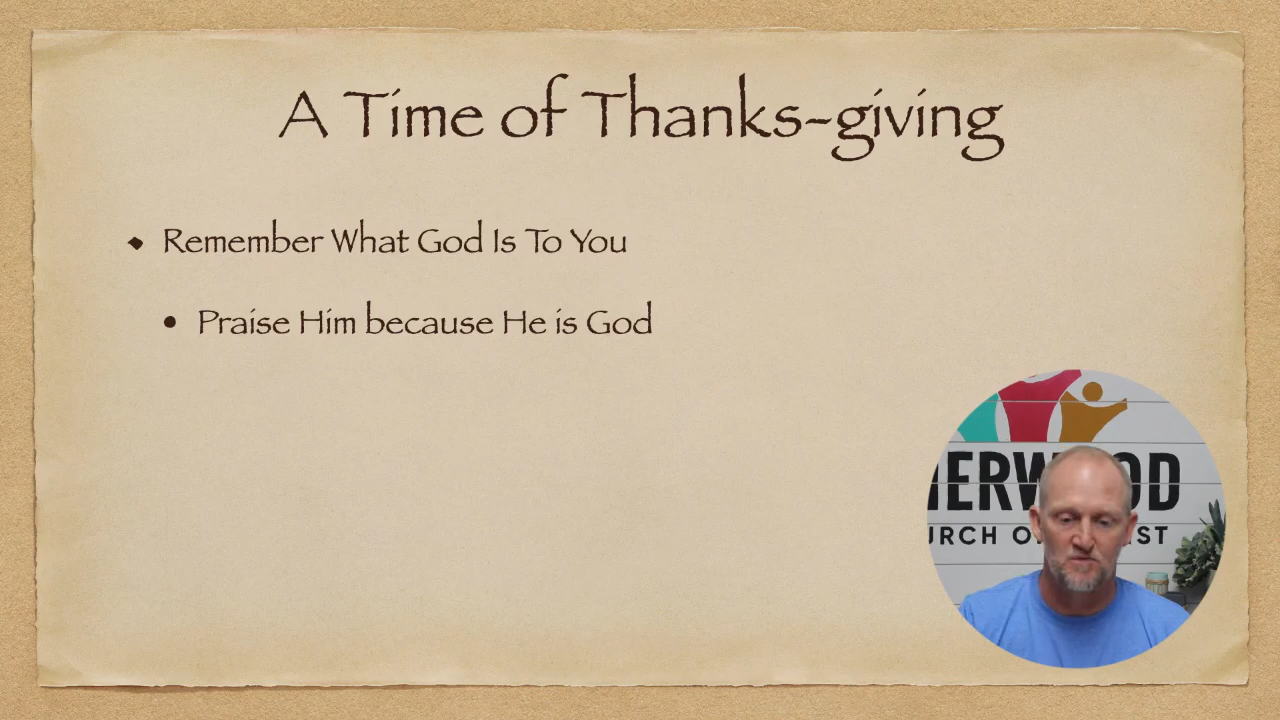 A Time of Thanks-giving
Remember What God Is To You
Praise Him because He is God